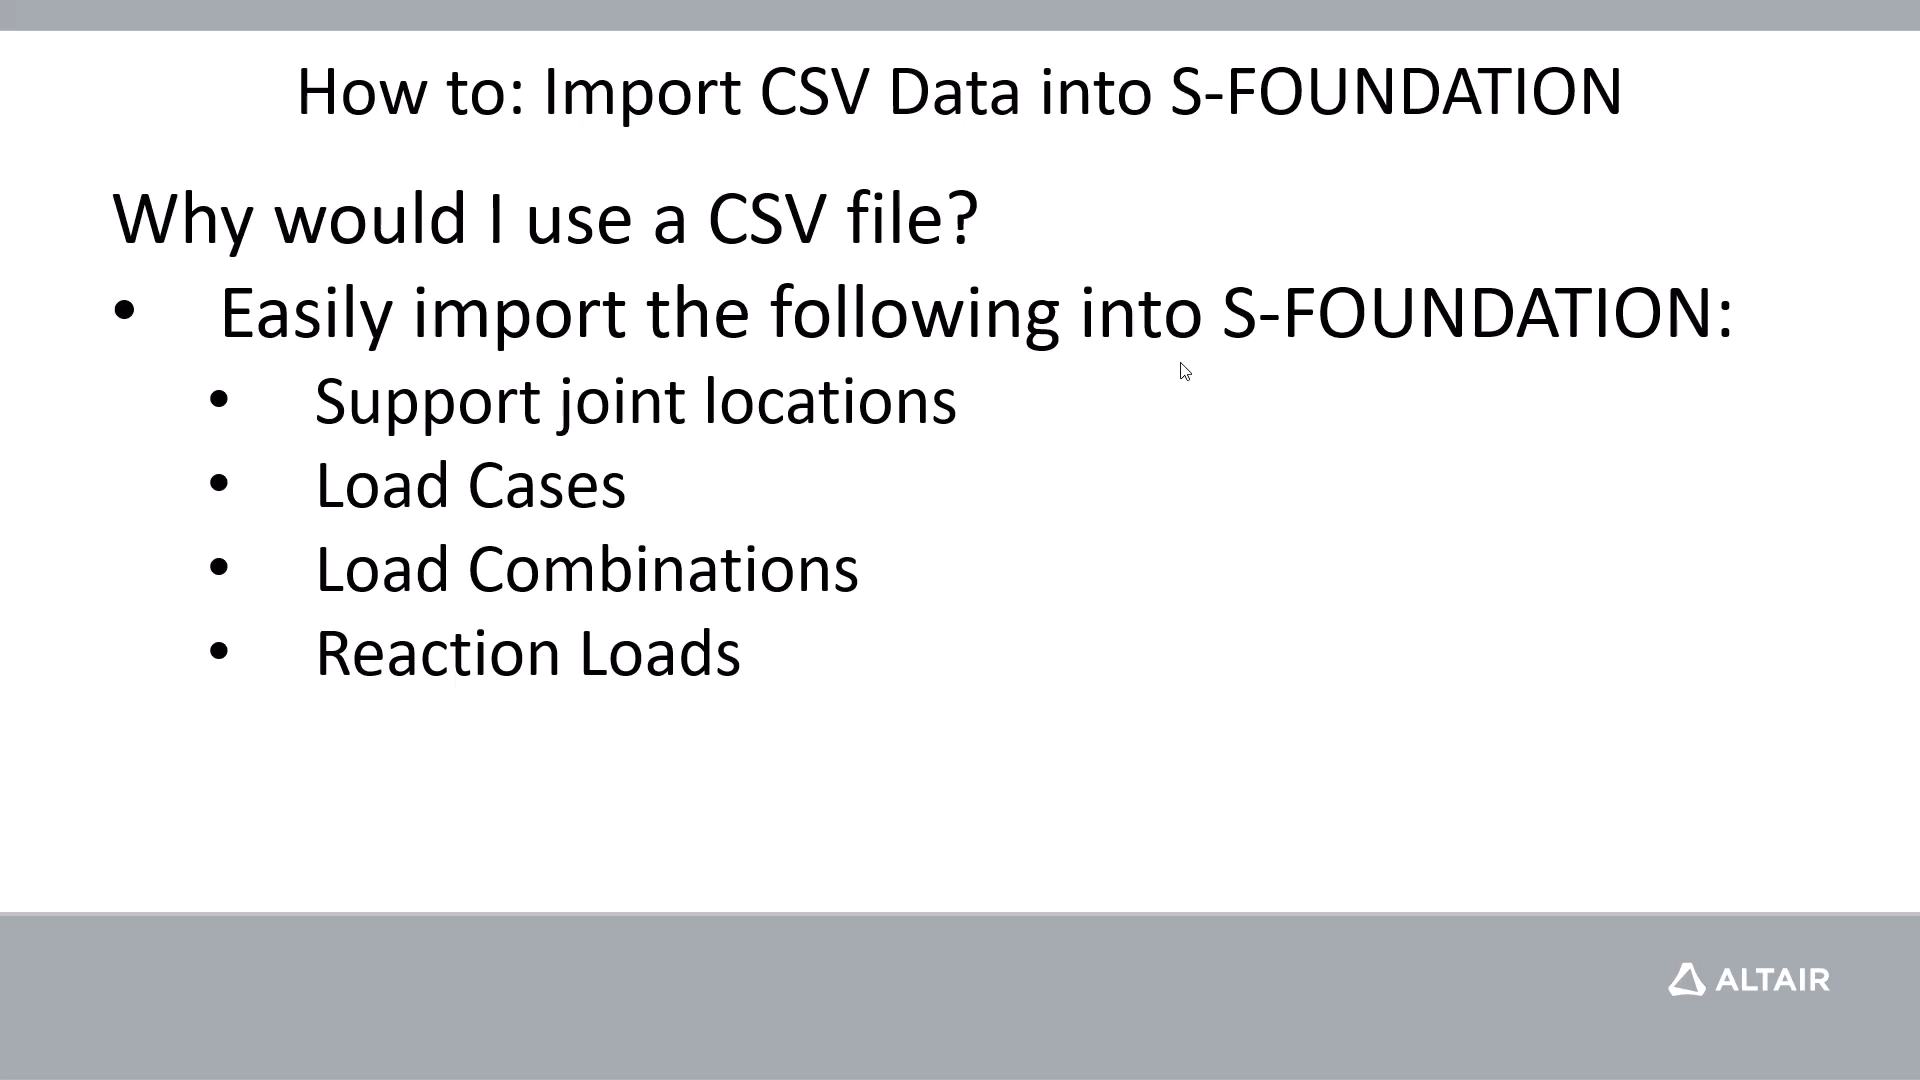 How to: Import CSV Data into S-FOUNDATION
Why would I use a CSV file?
• Easily import the following into S-FOUNDATION:
• Support joint locations
• Load Cases
• Load Combinations
• Reaction Loads
ALTAIR